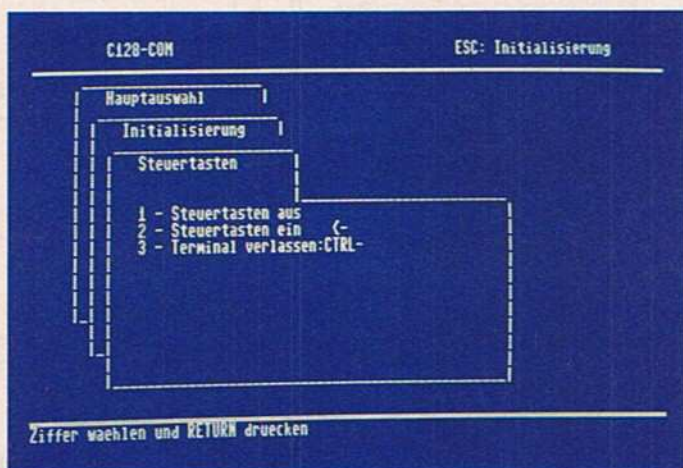 C128-COM ESC: Initialisierung
Hauptauswahl
Initialisierung
Steuertasten
1 - Steuertasten aus
2 - Steuertasten ein <-
3 - Terminal verlassen:CTRL-
Ziffer waehlen und RETURN druecken